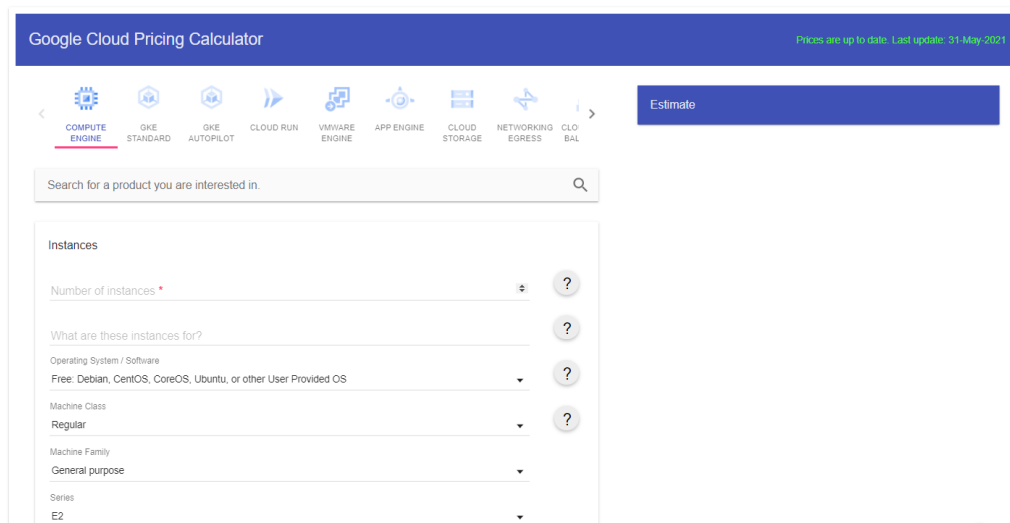 Google Cloud Pricing Calculator
Prices are up to date. Last update: 31-May-2021
COMPUTE ENGINE
GKE STANDARD
GKE AUTOPILOT
CLOUD RUN
VMWARE ENGINE
APP ENGINE
CLOUD STORAGE
NETWORKING EGRESS
CLO
BAL
Estimate
Search for a product you are interested in.
Instances
Number of instances *
?
What are these instances for?
?
Operating System / Software
Free: Debian, CentOS, CoreOS, Ubuntu, or other User Provided OS
?
Machine Class
Regular
?
Machine Family
General purpose
Series
E2